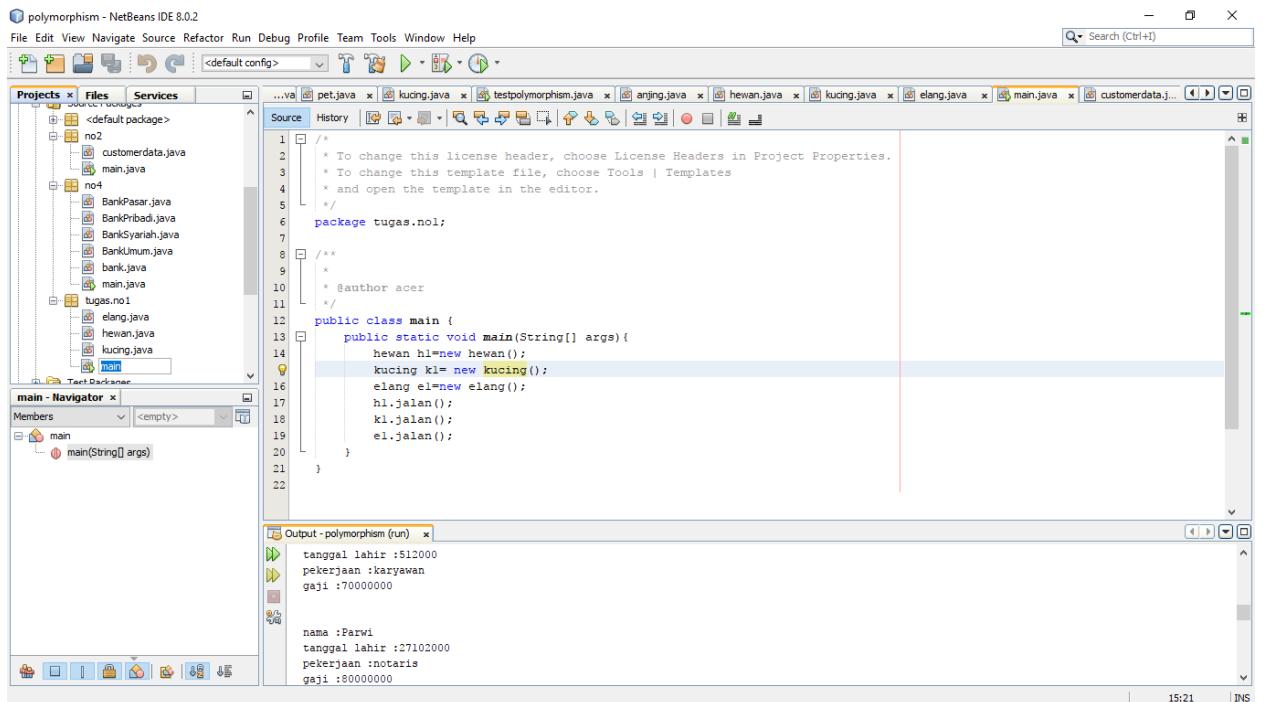 polymorphism - NetBeans IDE 8.0.2
File Edit View Navigate Source Refactor Run Debug Profile Team Tools Window Help
Search (Ctrl+I)
<default config>
Projects Files Services
<default package>
no2
customerdata.java
main.java
no4
BankPasar.java
BankPribadi.java
BankSyariah.java
BankUmum.java
bank.java
main.java
tugas.no1
elang.java
hewan.java
kucing.java
main
Test Packages
main - Navigator
Members <empty>
main
main(String[] args)
...va pet.java kucing.java testpolymorphism.java anjing.java hewan.java kucing.java elang.java main.java customerdata.j...
Source History
1 /*
2 * To change this license header, choose License Headers in Project Properties.
3 * To change this template file, choose Tools | Templates
4 * and open the template in the editor.
5 */
6 package tugas.no1;
7
8 /**
9 *
10 * @author acer
11 */
12 public class main {
13 public static void main(String[] args){
14 hewan h1=new hewan();
kucing k1= new kucing();
16 elang e1=new elang();
17 h1.jalan();
18 k1.jalan();
19 e1.jalan();
20 }
21 }
22
Output - polymorphism (run)
tanggal lahir :512000
pekerjaan :karyawan
gaji :70000000
nama :Parwi
tanggal lahir :27102000
pekerjaan :notaris
gaji :80000000
15:21 INS